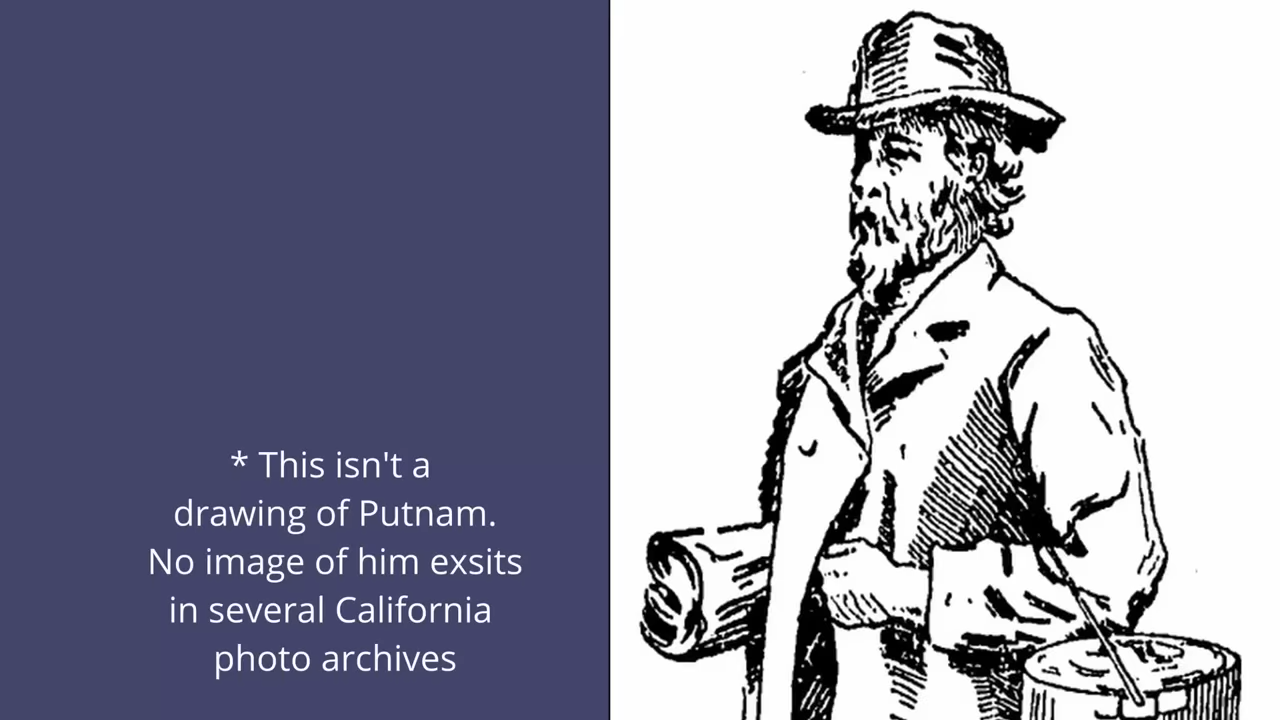 * This isn't a
drawing of Putnam.
No image of him exsits
in several California
photo archives